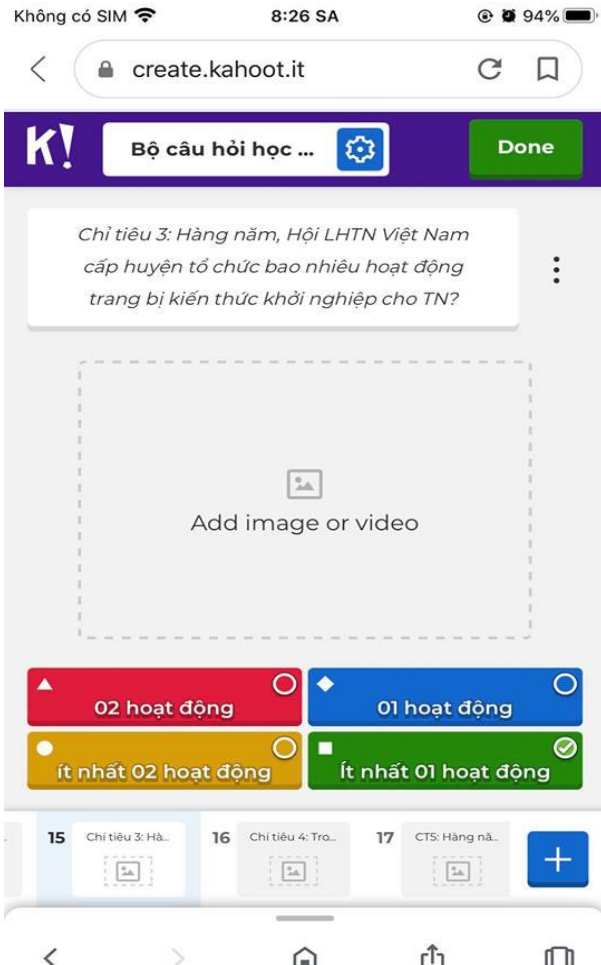 Không có SIM 8:26 SA 94%
create.kahoot.it
K! Bộ câu hỏi học ... Done
Chỉ tiêu 3: Hàng năm, Hội LHTN Việt Nam
cấp huyện tổ chức bao nhiêu hoạt động
trang bị kiến thức khởi nghiệp cho TN?
Add image or video
02 hoạt động
01 hoạt động
ít nhất 02 hoạt động
Ít nhất 01 hoạt động
15 Chỉ tiêu 3: Hà...
16 Chỉ tiêu 4: Tro...
17 CT5: Hàng nă...